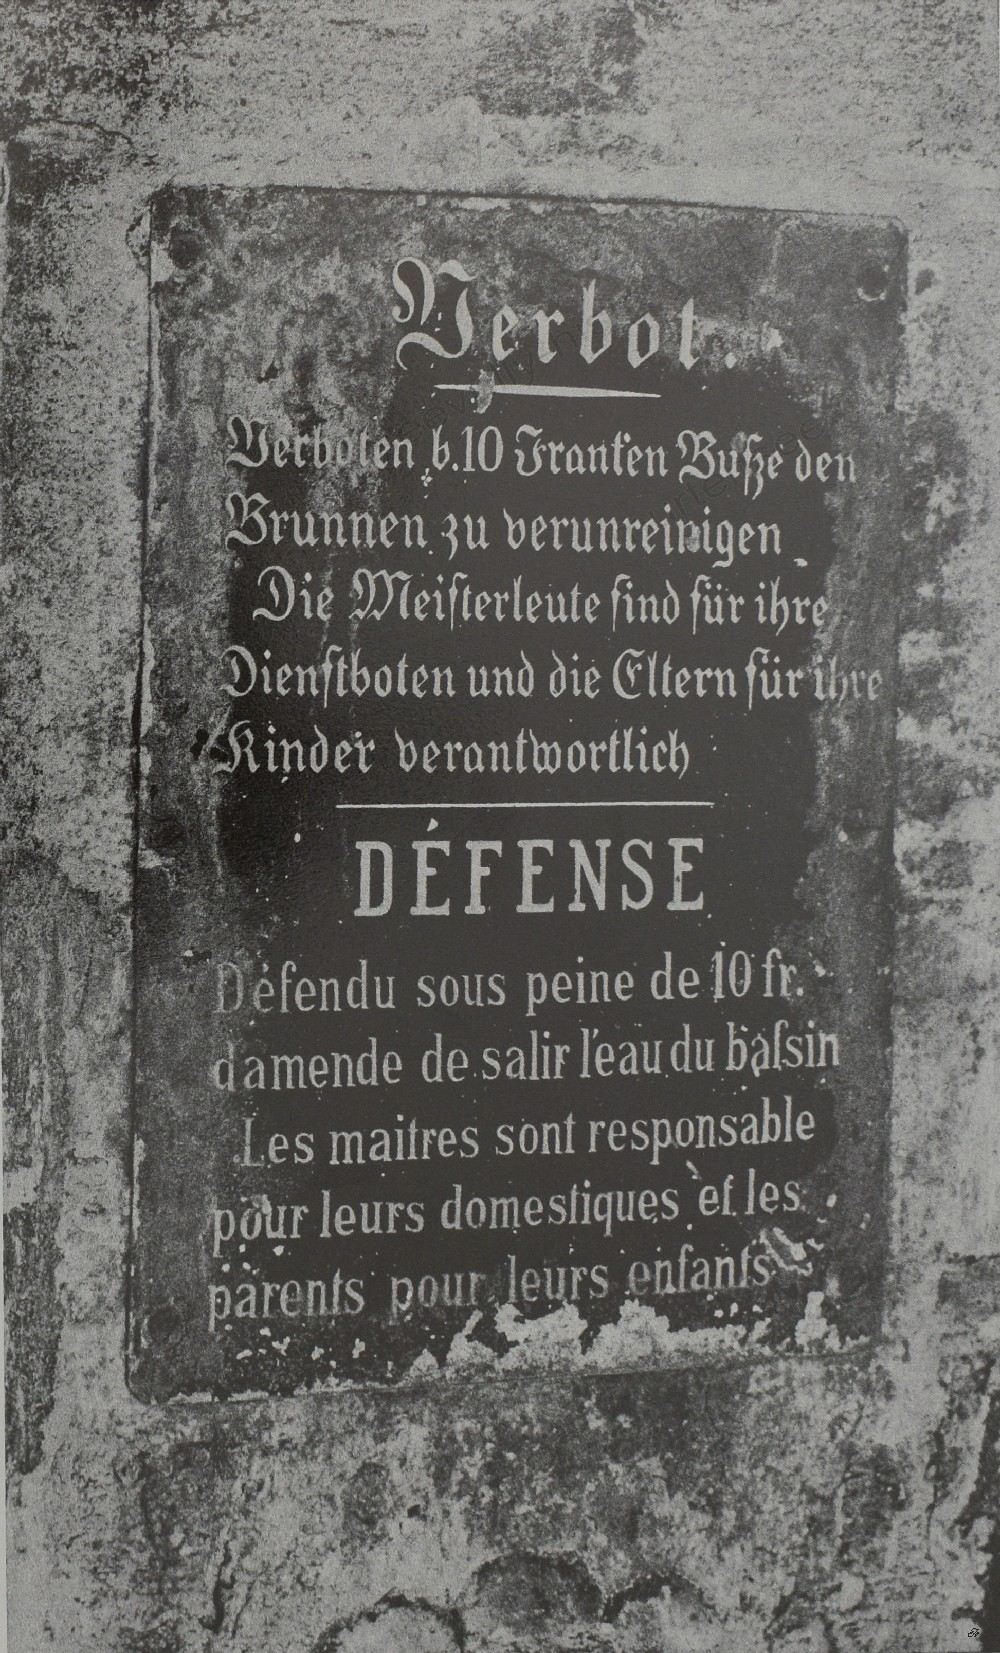 Verbot.
Verboten b. 10 Franken Bufze den
Brunnen zu verunreinigen
Die Meiſterleute ſind für ihre
Dienſtboten und die Eltern für ihre
Kinder verantwortlich
DÉFENSE
Défendu sous peine de 10 fr.
damende de salir l'eau du baſsin
Les maitres sont responsable
pour leurs domestiques et les
parents pour leurs enfants